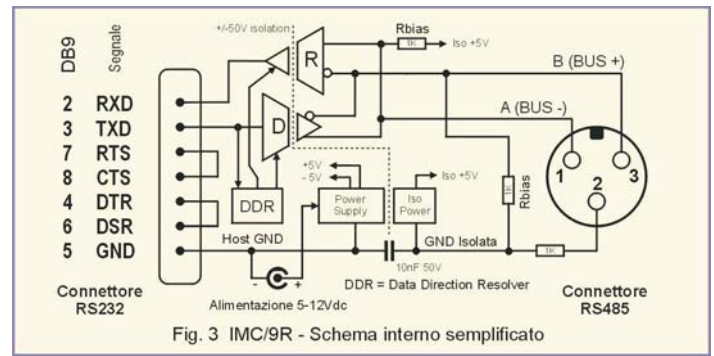 DB9
Segnale
2 RXD
3 TXD
7 RTS
8 CTS
4 DTR
6 DSR
5 GND
Connettore
RS232
+/-50V isolation
R
D
DDR
Host GND
- +
Alimentazione 5-12Vdc
+5V
- 5V
Power
Supply
Iso
Power
Iso +5V
10nF 50V
GND Isolata
DDR = Data Direction Resolver
Rbias
1K
Iso +5V
B (BUS +)
A (BUS -)
1K
Rbias
1K
1
2
3
Connettore
RS485
Fig. 3 IMC/9R - Schema interno semplificato